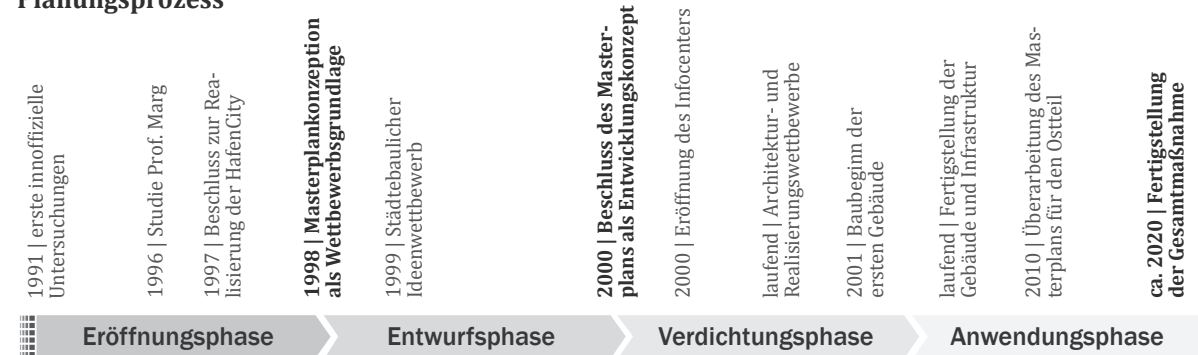 Planungsprozess
1991 | erste innoffizielle
Untersuchungen
1996 | Studie Prof. Marg
1997 | Beschluss zur Rea-
lisierung der HafenCity
1998 | Masterplankonzeption
als Wettbewerbsgrundlage
1999 | Städtebaulicher
Ideenwettbewerb
2000 | Beschluss des Master-
plans als Entwicklungskonzept
2000 | Eröffnung des Infocenters
laufend | Architektur- und
Realisierungswettbewerbe
2001 | Baubeginn der
ersten Gebäude
laufend | Fertigstellung der
Gebäude und Infrastruktur
2010 | Überarbeitung des Mas-
terplans für den Ostteil
ca. 2020 | Fertigstellung
der Gesamtmaßnahme
Eröffnungsphase
Entwurfsphase
Verdichtungsphase
Anwendungsphase